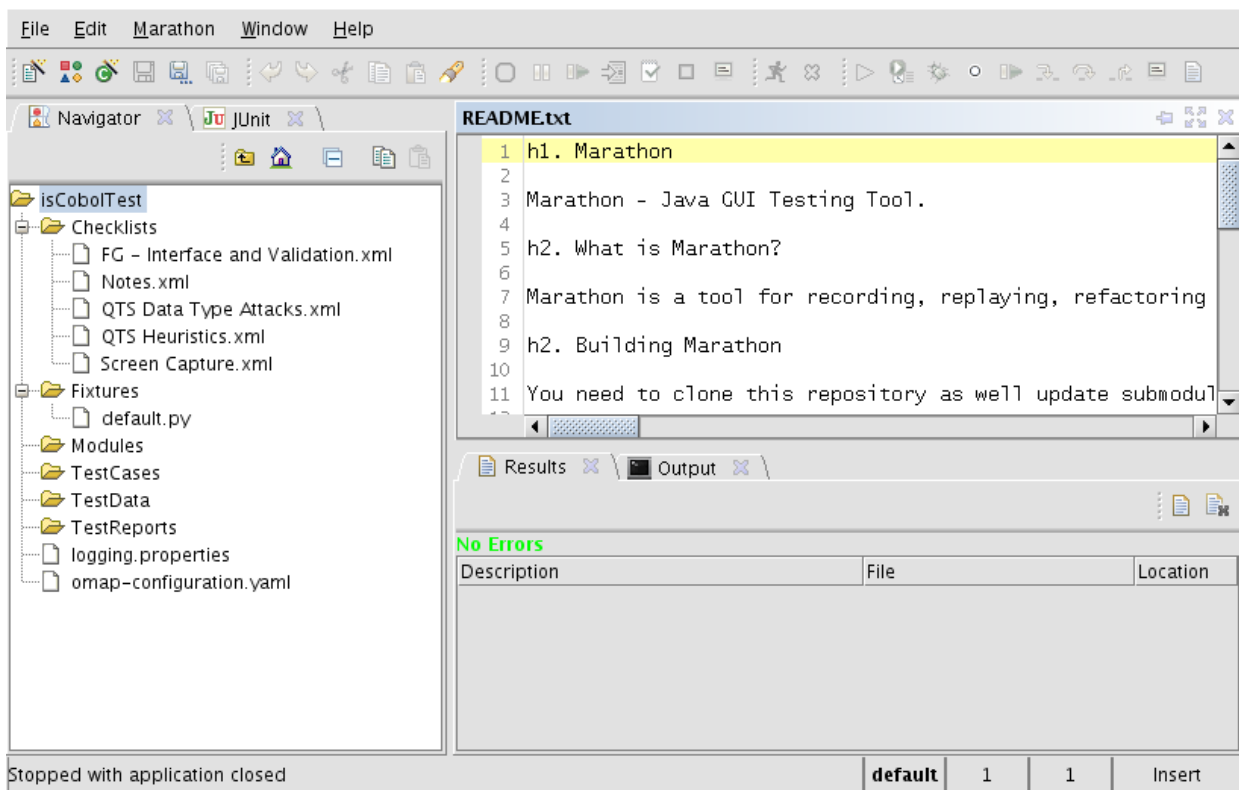 File Edit Marathon Window Help
Navigator JUnit
isCobolTest
Checklists
FG - Interface and Validation.xml
Notes.xml
QTS Data Type Attacks.xml
QTS Heuristics.xml
Screen Capture.xml
Fixtures
default.py
Modules
TestCases
TestData
TestReports
logging.properties
omap-configuration.yaml
README.txt
1 h1. Marathon
2
3 Marathon - Java GUI Testing Tool.
4
5 h2. What is Marathon?
6
7 Marathon is a tool for recording, replaying, refactoring
8
9 h2. Building Marathon
10
11 You need to clone this repository as well update submodul
Results Output
No Errors
Description File Location
Stopped with application closed default 1 1 Insert